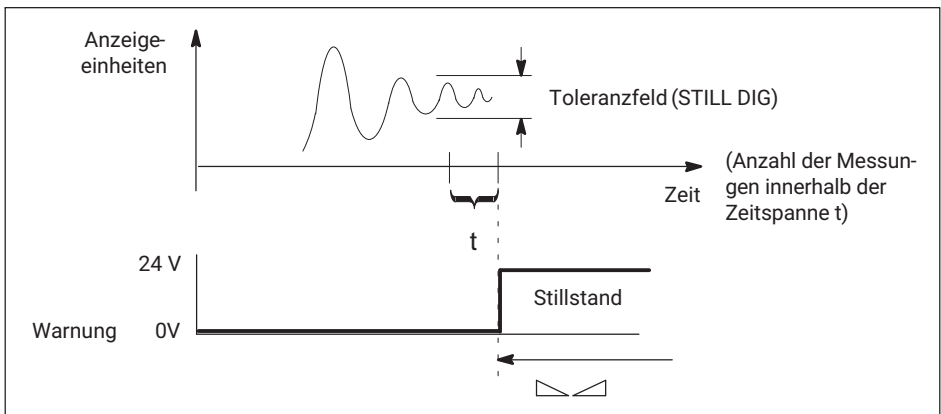 Anzeige-
einheiten
Toleranzfeld (STILL DIG)
Zeit
(Anzahl der Messun-
gen innerhalb der
Zeitspanne t)
t
24 V
Stillstand
Warnung
0V